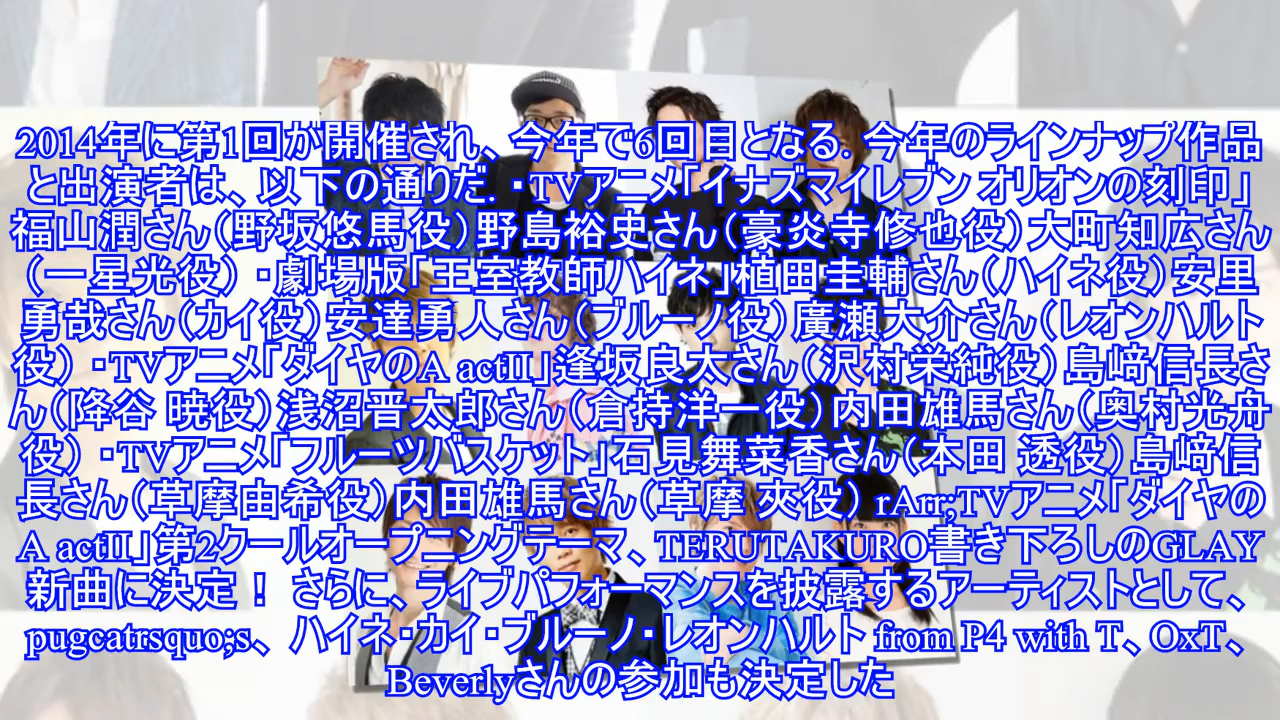 2014年に第1回が開催され、今年で6回目となる. 今年のラインナップ作品
と出演者は、以下の通りだ. ・TVアニメ「イナズマイレブン オリオンの刻印」
福山潤さん（野坂悠馬役）野島裕史さん（豪炎寺修也役）大町知広さん
（一星光役） ・劇場版「王室教師ハイネ」植田圭輔さん（ハイネ役）安里
勇哉さん（カイ役）安達勇人さん（ブルーノ役）廣瀬大介さん（レオンハルト
役） ・TVアニメ「ダイヤのA actII」逢坂良太さん（沢村栄純役）島﨑信長さ
ん（降谷 暁役）浅沼晋太郎さん（倉持洋一役）内田雄馬さん（奥村光舟
役） ・TVアニメ「フルーツバスケット」石見舞菜香さん（本田 透役）島﨑信
長さん（草摩由希役）内田雄馬さん（草摩 夾役） rArr;TVアニメ「ダイヤの
A actII」第2クールオープニングテーマ、TERUTAKURO書き下ろしのGLAY
新曲に決定！ さらに、ライブパフォーマンスを披露するアーティストとして、
pugcatrsquo;s、ハイネ・カイ・ブルーノ・レオンハルト from P4 with T、OxT、
Beverlyさんの参加も決定した